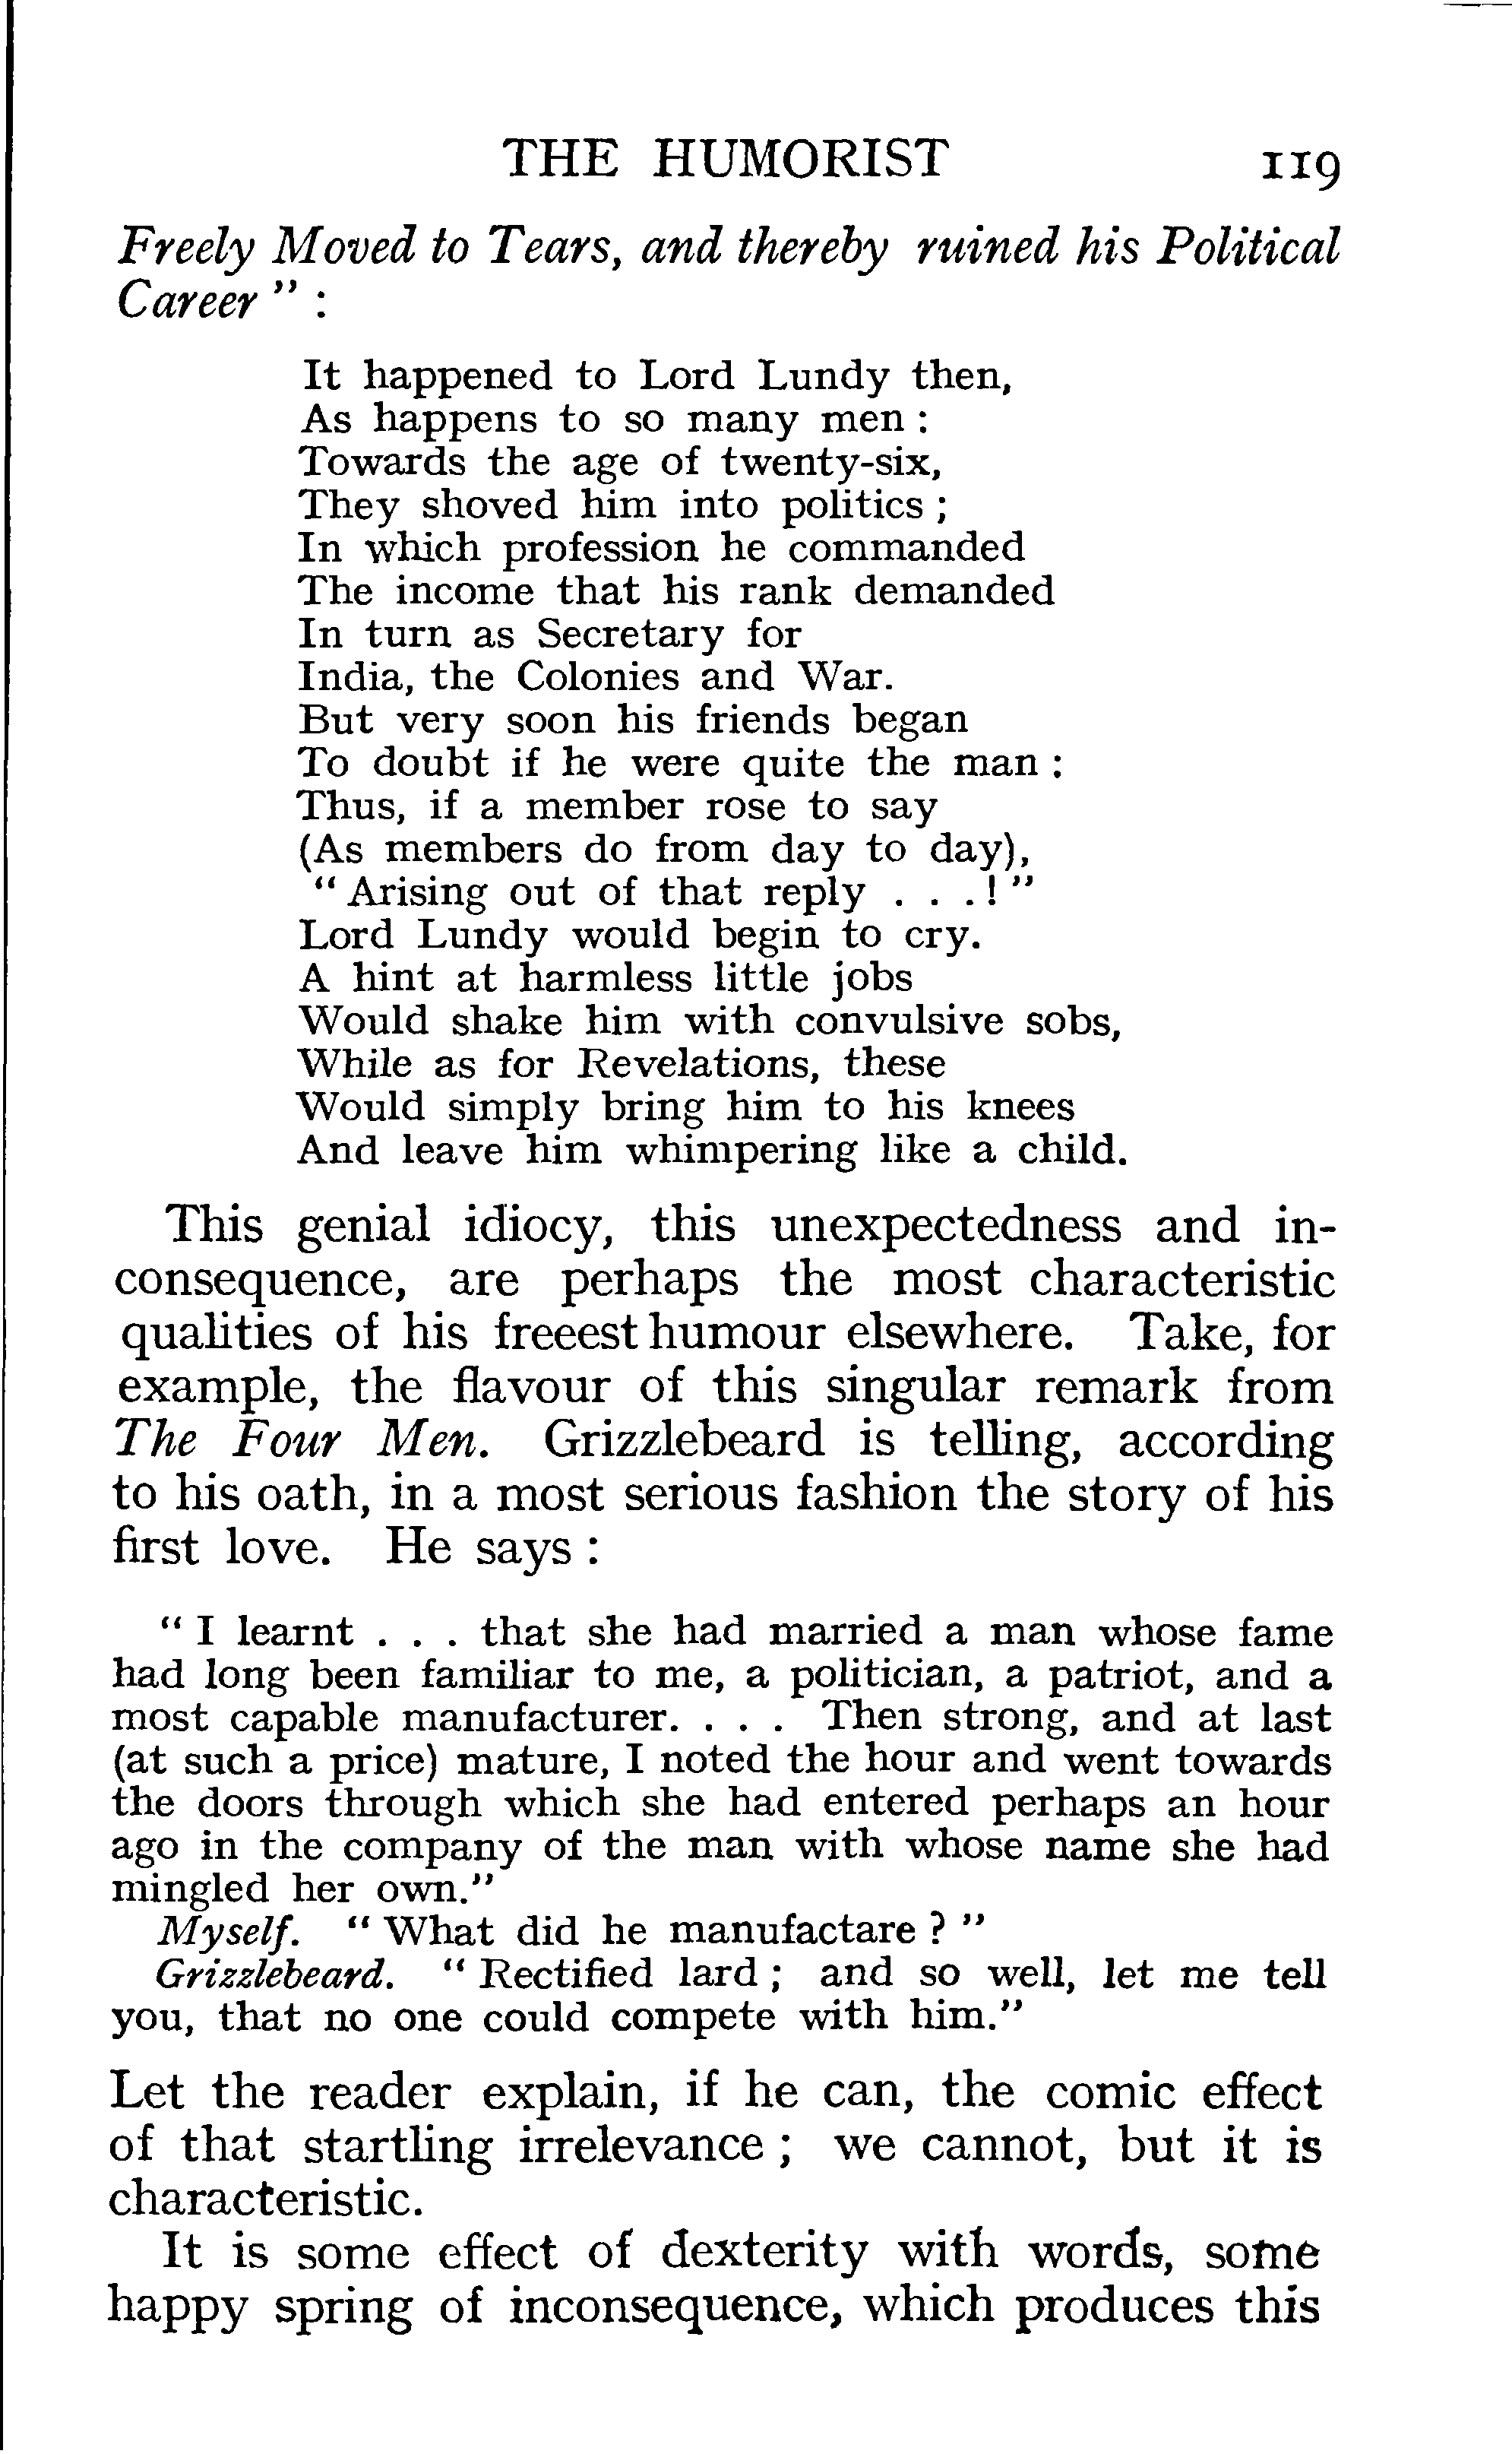 THE HUMORIST 119
Freely Moved to Tears, and thereby ruined his Political
Career " :
It happened to Lord Lundy then,
As happens to so many men :
Towards the age of twenty-six,
They shoved him into politics ;
In which profession he commanded
The income that his rank demanded
In turn as Secretary for
India, the Colonies and War.
But very soon his friends began
To doubt if he were quite the man :
Thus, if a member rose to say
(As members do from day to day),
" Arising out of that reply . . . ! "
Lord Lundy would begin to cry.
A hint at harmless little jobs
Would shake him with convulsive sobs,
While as for Revelations, these
Would simply bring him to his knees
And leave him whimpering like a child.
This genial idiocy, this unexpectedness and in-
consequence, are perhaps the most characteristic
qualities of his freeest humour elsewhere. Take, for
example, the flavour of this singular remark from
The Four Men. Grizzlebeard is telling, according
to his oath, in a most serious fashion the story of his
first love. He says :
" I learnt . . . that she had married a man whose fame
had long been familiar to me, a politician, a patriot, and a
most capable manufacturer. . . . Then strong, and at last
(at such a price) mature, I noted the hour and went towards
the doors through which she had entered perhaps an hour
ago in the company of the man with whose name she had
mingled her own."
Myself. " What did he manufactare ? "
Grizzlebeard. " Rectified lard ; and so well, let me tell
you, that no one could compete with him."
Let the reader explain, if he can, the comic effect
of that startling irrelevance ; we cannot, but it is
characteristic.
It is some effect of dexterity with words, some
happy spring of inconsequence, which produces this